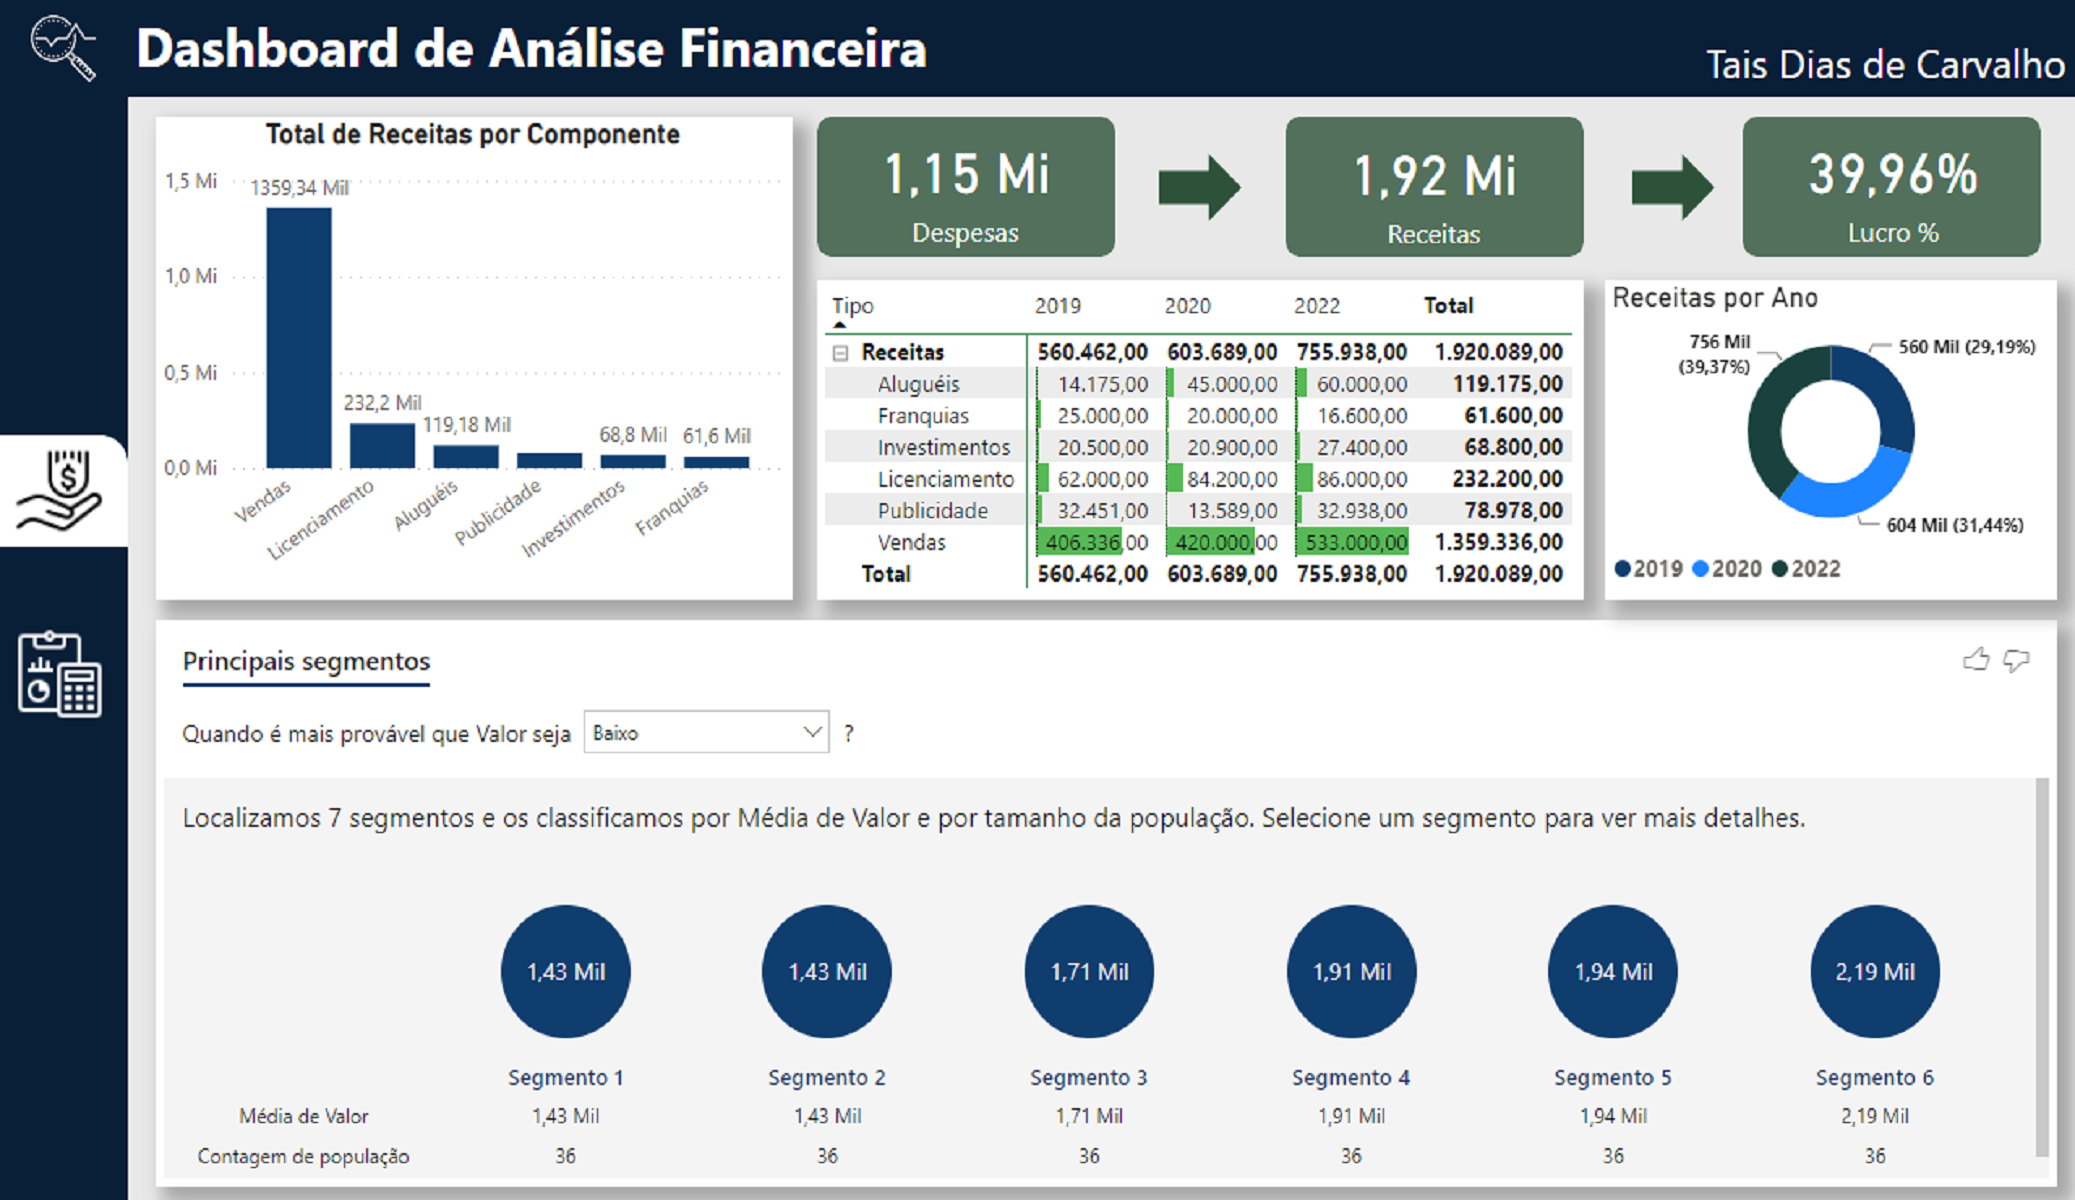 Dashboard de Análise Financeira
Tais Dias de Carvalho
Total de Receitas por Componente
1,5 Mi
1,0 Mi
0,5 Mi
0,0 Mi
1359,34 Mil
232,2 Mil
119,18 Mil
68,8 Mil
61,6 Mil
Vendas
Licenciamento
Aluguéis
Publicidade
Investimentos
Franquias
1,15 Mi
Despesas
1,92 Mi
Receitas
39,96%
Lucro %
Tipo 2019 2020 2022 Total
Receitas 560.462,00 603.689,00 755.938,00 1.920.089,00
Aluguéis 14.175,00 45.000,00 60.000,00 119.175,00
Franquias 25.000,00 20.000,00 16.600,00 61.600,00
Investimentos 20.500,00 20.900,00 27.400,00 68.800,00
Licenciamento 62.000,00 84.200,00 86.000,00 232.200,00
Publicidade 32.451,00 13.589,00 32.938,00 78.978,00
Vendas 406.336,00 420.000,00 533.000,00 1.359.336,00
Total 560.462,00 603.689,00 755.938,00 1.920.089,00
Receitas por Ano
756 Mil
(39,37%)
560 Mil (29,19%)
604 Mil (31,44%)
2019 2020 2022
Principais segmentos
Quando é mais provável que Valor seja Baixo ?
Localizamos 7 segmentos e os classificamos por Média de Valor e por tamanho da população. Selecione um segmento para ver mais detalhes.
1,43 Mil 1,43 Mil 1,71 Mil 1,91 Mil 1,94 Mil 2,19 Mil
Segmento 1 Segmento 2 Segmento 3 Segmento 4 Segmento 5 Segmento 6
Média de Valor 1,43 Mil 1,43 Mil 1,71 Mil 1,91 Mil 1,94 Mil 2,19 Mil
Contagem de população 36 36 36 36 36 36